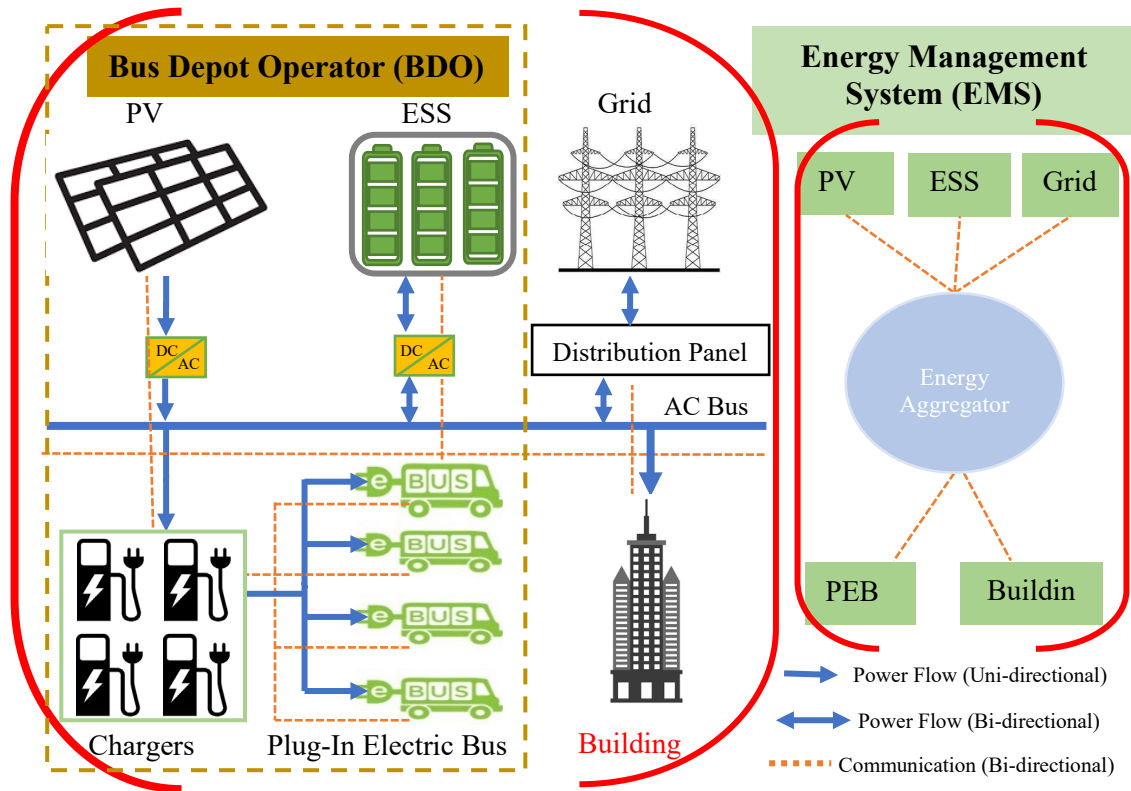 Bus Depot Operator (BDO)
PV
ESS
Grid
DC
AC
DC
AC
Distribution Panel
AC Bus
e BUS
e BUS
e BUS
e BUS
Chargers
Plug-In Electric Bus
Building
Energy Management
System (EMS)
PV
ESS
Grid
Energy
Aggregator
PEB
Buildin
Power Flow (Uni-directional)
Power Flow (Bi-directional)
Communication (Bi-directional)